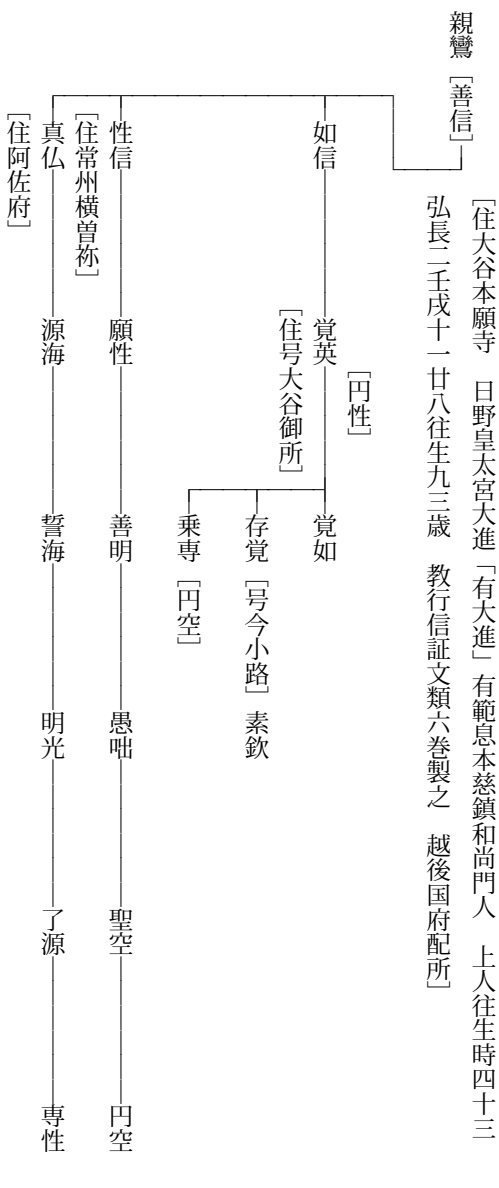 親鸞［善信］
［住大谷本願寺　日野皇太宮大進「有大進」有範息本慈鎮和尚門人　上人往生時四十三
弘長二壬戌十一廿八往生九三歳　教行信証文類六巻製之　越後国府配所］
如信　覚英　覚如
［円性］
［住号大谷御所］
存覚［号今小路］素欽
乗専［円空］
性信　願性　善明　愚咄　聖空　円空
［住常州横曽祢］
真仏　源海　誓海　明光　了源　専性
［住阿佐府］